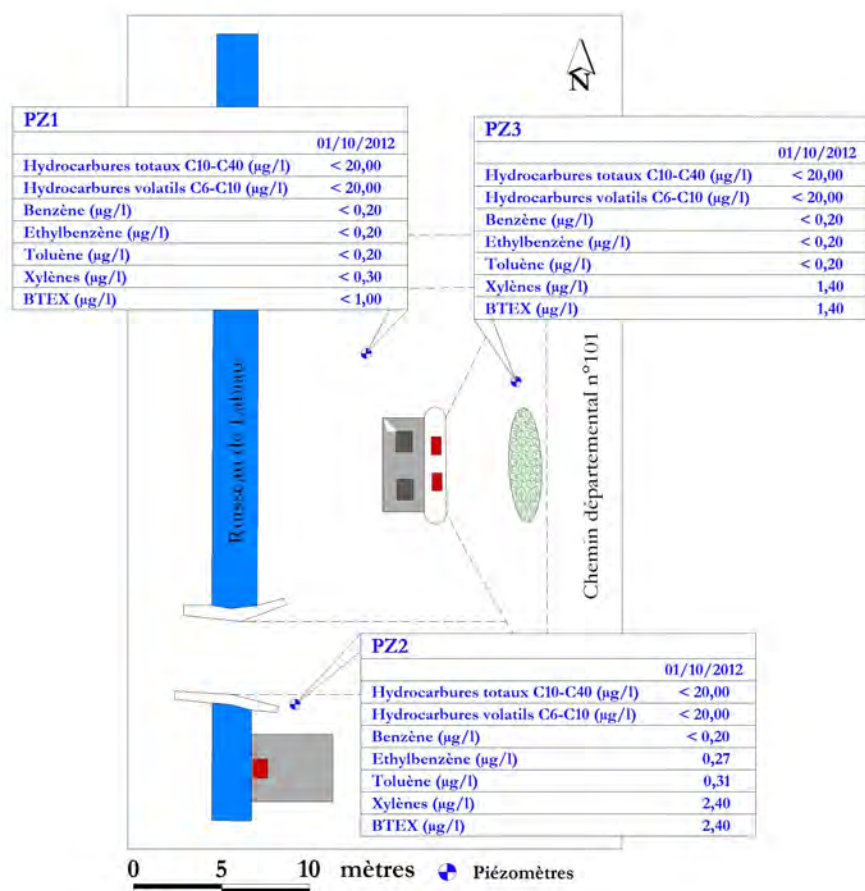 N
PZ1
01/10/2012
Hydrocarbures totaux C10-C40 (µg/l) < 20,00
Hydrocarbures volatils C6-C10 (µg/l) < 20,00
Benzène (µg/l) < 0,20
Ethylbenzène (µg/l) < 0,20
Toluène (µg/l) < 0,20
Xylènes (µg/l) < 0,30
BTEX (µg/l) < 1,00
PZ3
01/10/2012
Hydrocarbures totaux C10-C40 (µg/l) < 20,00
Hydrocarbures volatils C6-C10 (µg/l) < 20,00
Benzène (µg/l) < 0,20
Ethylbenzène (µg/l) < 0,20
Toluène (µg/l) < 0,20
Xylènes (µg/l) 1,40
BTEX (µg/l) 1,40
Ruisseau de
Chemin départemental n°101
PZ2
01/10/2012
Hydrocarbures totaux C10-C40 (µg/l) < 20,00
Hydrocarbures volatils C6-C10 (µg/l) < 20,00
Benzène (µg/l) < 0,20
Ethylbenzène (µg/l) 0,27
Toluène (µg/l) 0,31
Xylènes (µg/l) 2,40
BTEX (µg/l) 2,40
0 5 10 mètres Piézomètres